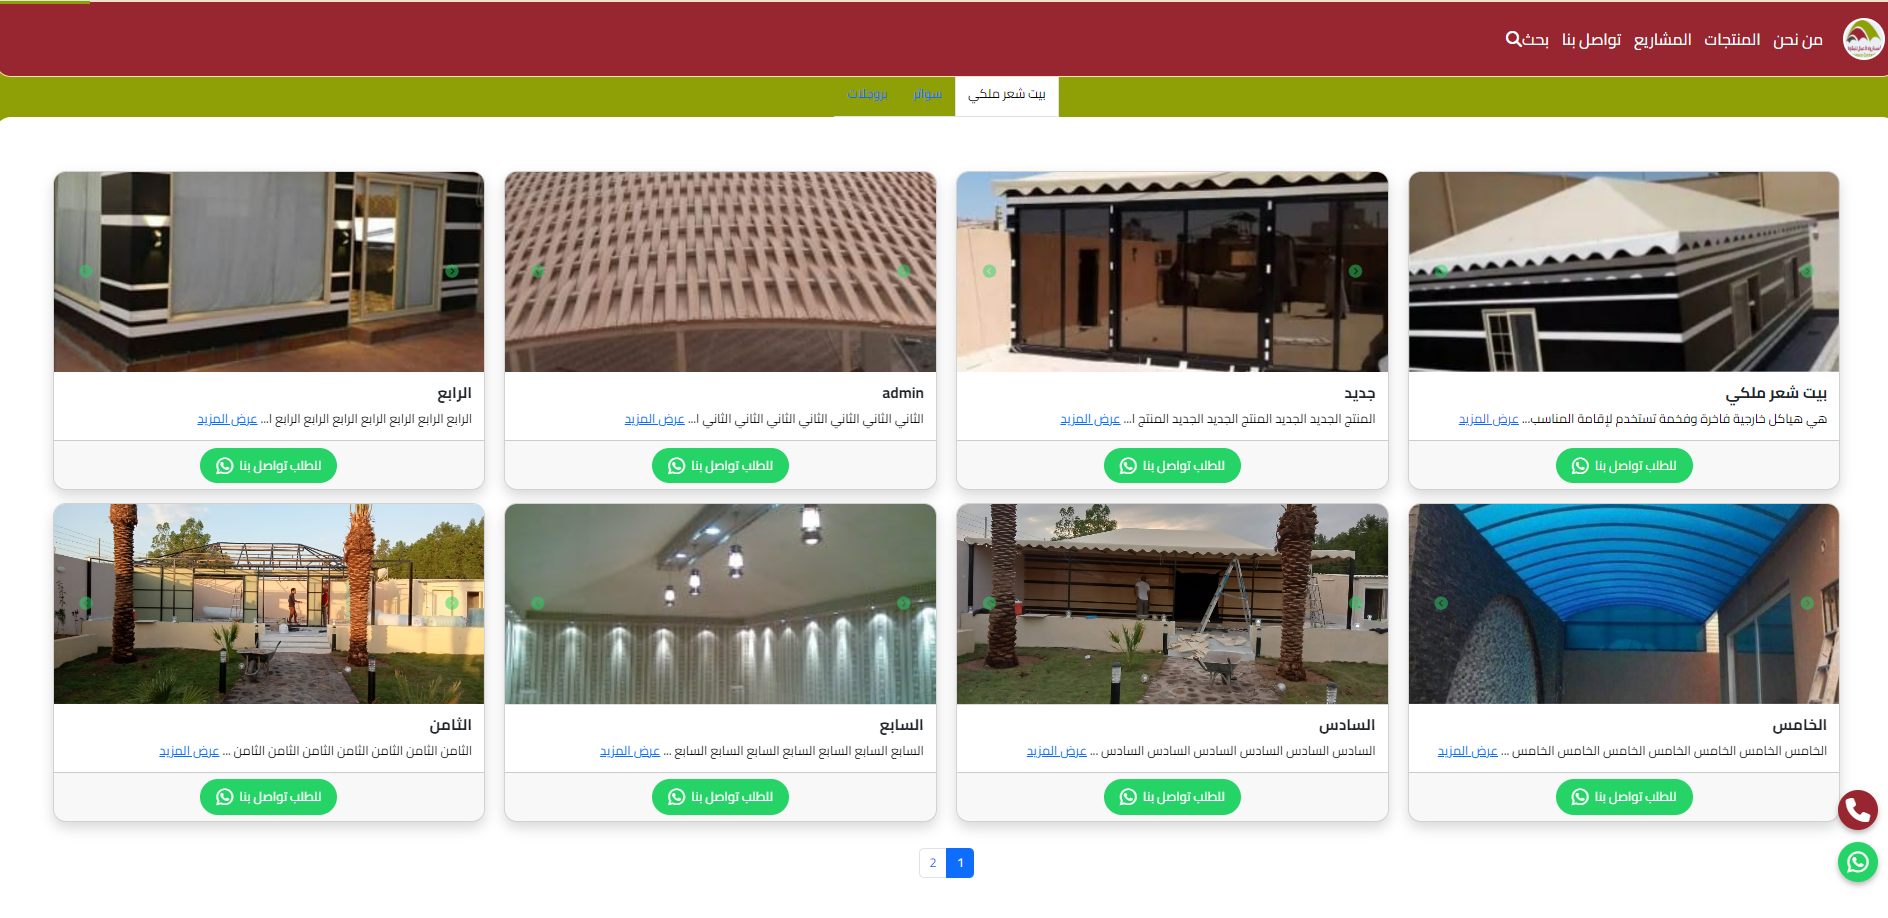 من نحن المنتجات المشاريع تواصل بنا بحث
بيت شعر ملكي سواتر بروجلات
بيت شعر ملكي
هي هياكل خارجية فاخرة وفخمة تستخدم لإقامة المناسب... عرض المزيد
للطلب تواصل بنا
جديد
المنتج الجديد الجديد المنتج الجديد الجديد المنتج ا... عرض المزيد
للطلب تواصل بنا
admin
الثاني الثاني الثاني الثاني الثاني الثاني الثاني ا... عرض المزيد
للطلب تواصل بنا
الرابع
الرابع الرابع الرابع الرابع الرابع الرابع الرابع ا... عرض المزيد
للطلب تواصل بنا
الخامس
الخامس الخامس الخامس الخامس الخامس الخامس الخامس ... عرض المزيد
للطلب تواصل بنا
السادس
السادس السادس السادس السادس السادس السادس ... عرض المزيد
للطلب تواصل بنا
السابع
السابع السابع السابع السابع السابع السابع السابع ... عرض المزيد
للطلب تواصل بنا
الثامن
الثامن الثامن الثامن الثامن الثامن الثامن الثامن ... عرض المزيد
للطلب تواصل بنا
1 2